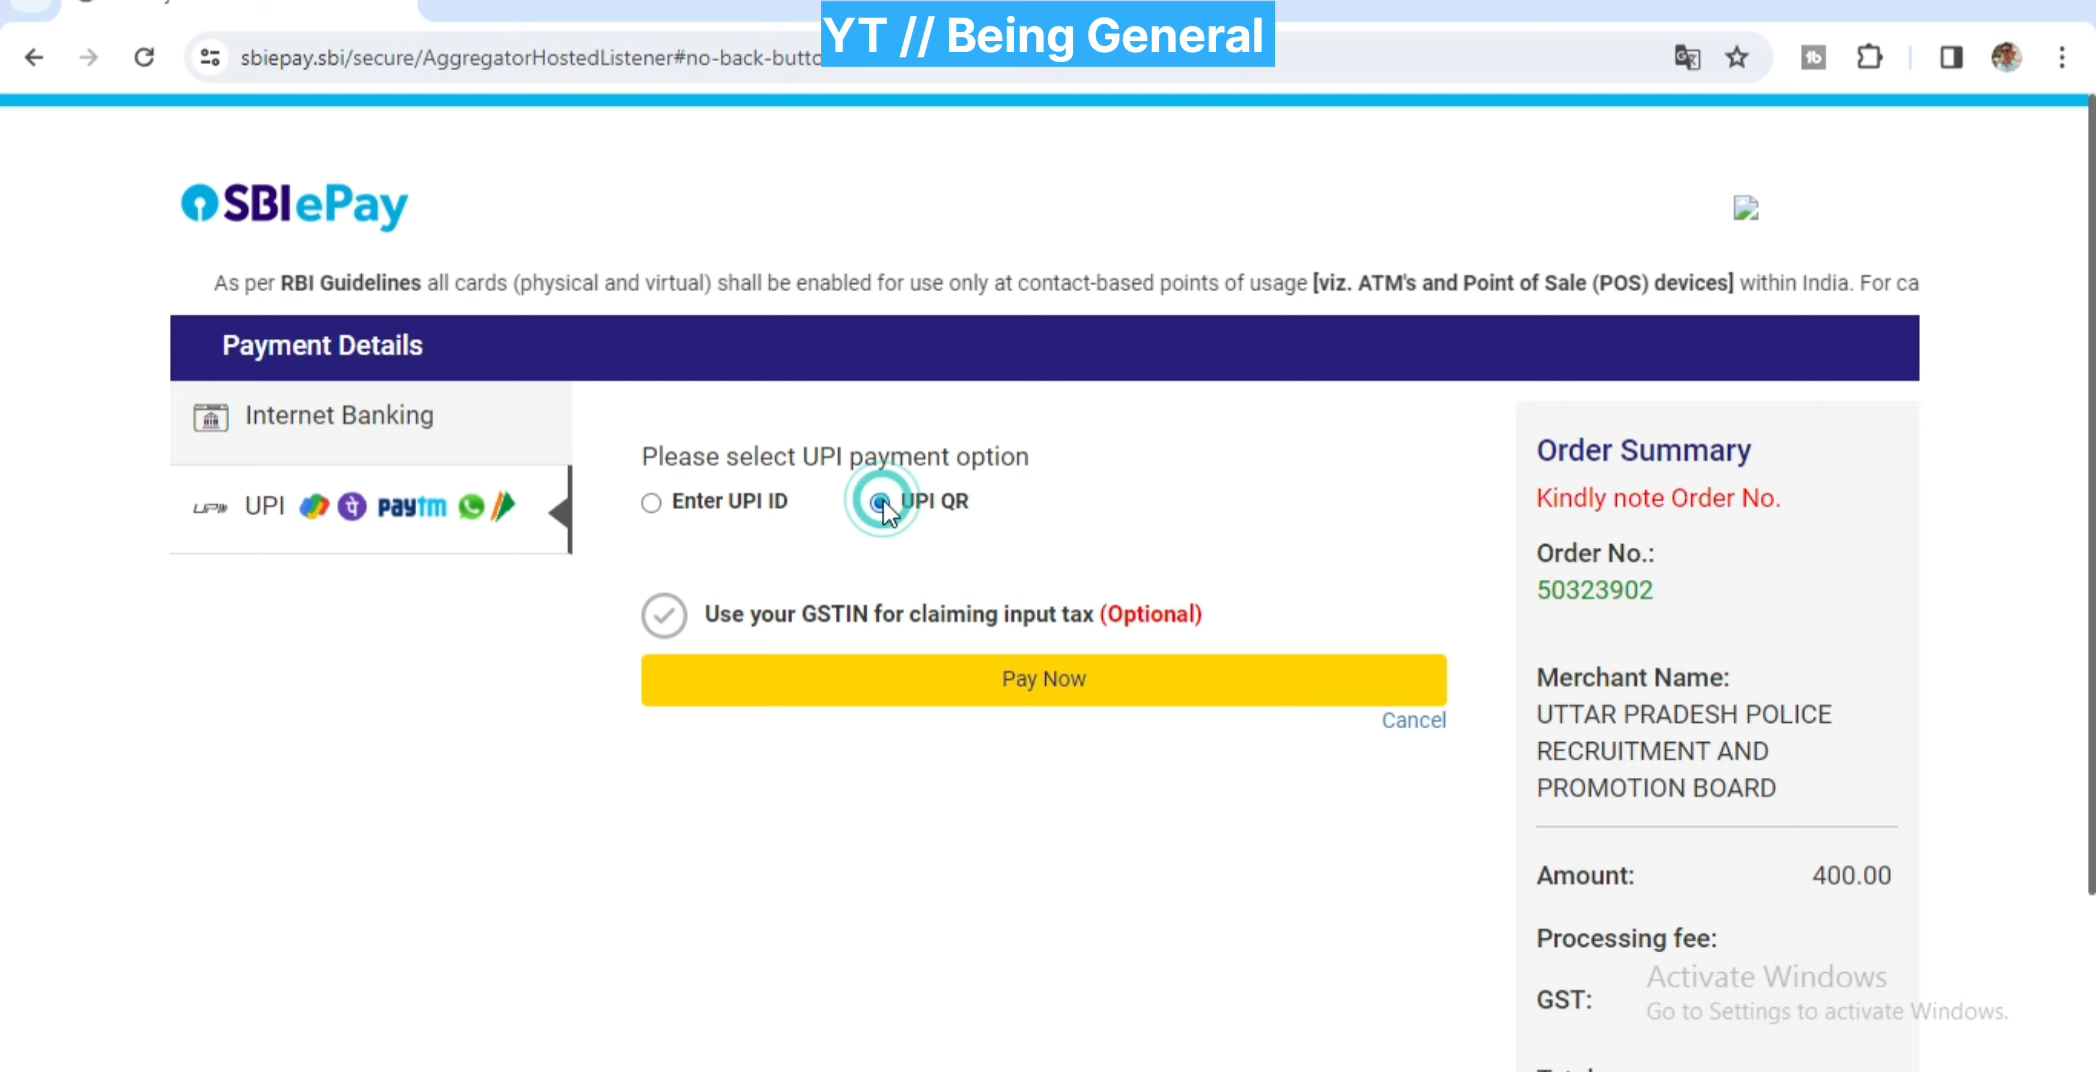 YT // Being General
sbiepay.sbi/secure/AggregatorHostedListener#no-back-butto
SBI ePay
As per RBI Guidelines all cards (physical and virtual) shall be enabled for use only at contact-based points of usage [viz. ATM's and Point of Sale (POS) devices] within India. For ca
Payment Details
Internet Banking
UPI UPI पे paytm
Please select UPI payment option
Enter UPI ID
UPI QR
Use your GSTIN for claiming input tax (Optional)
Pay Now
Cancel
Order Summary
Kindly note Order No.
Order No.:
50323902
Merchant Name:
UTTAR PRADESH POLICE
RECRUITMENT AND
PROMOTION BOARD
Amount: 400.00
Processing fee:
GST:
Activate Windows
Go to Settings to activate Windows.